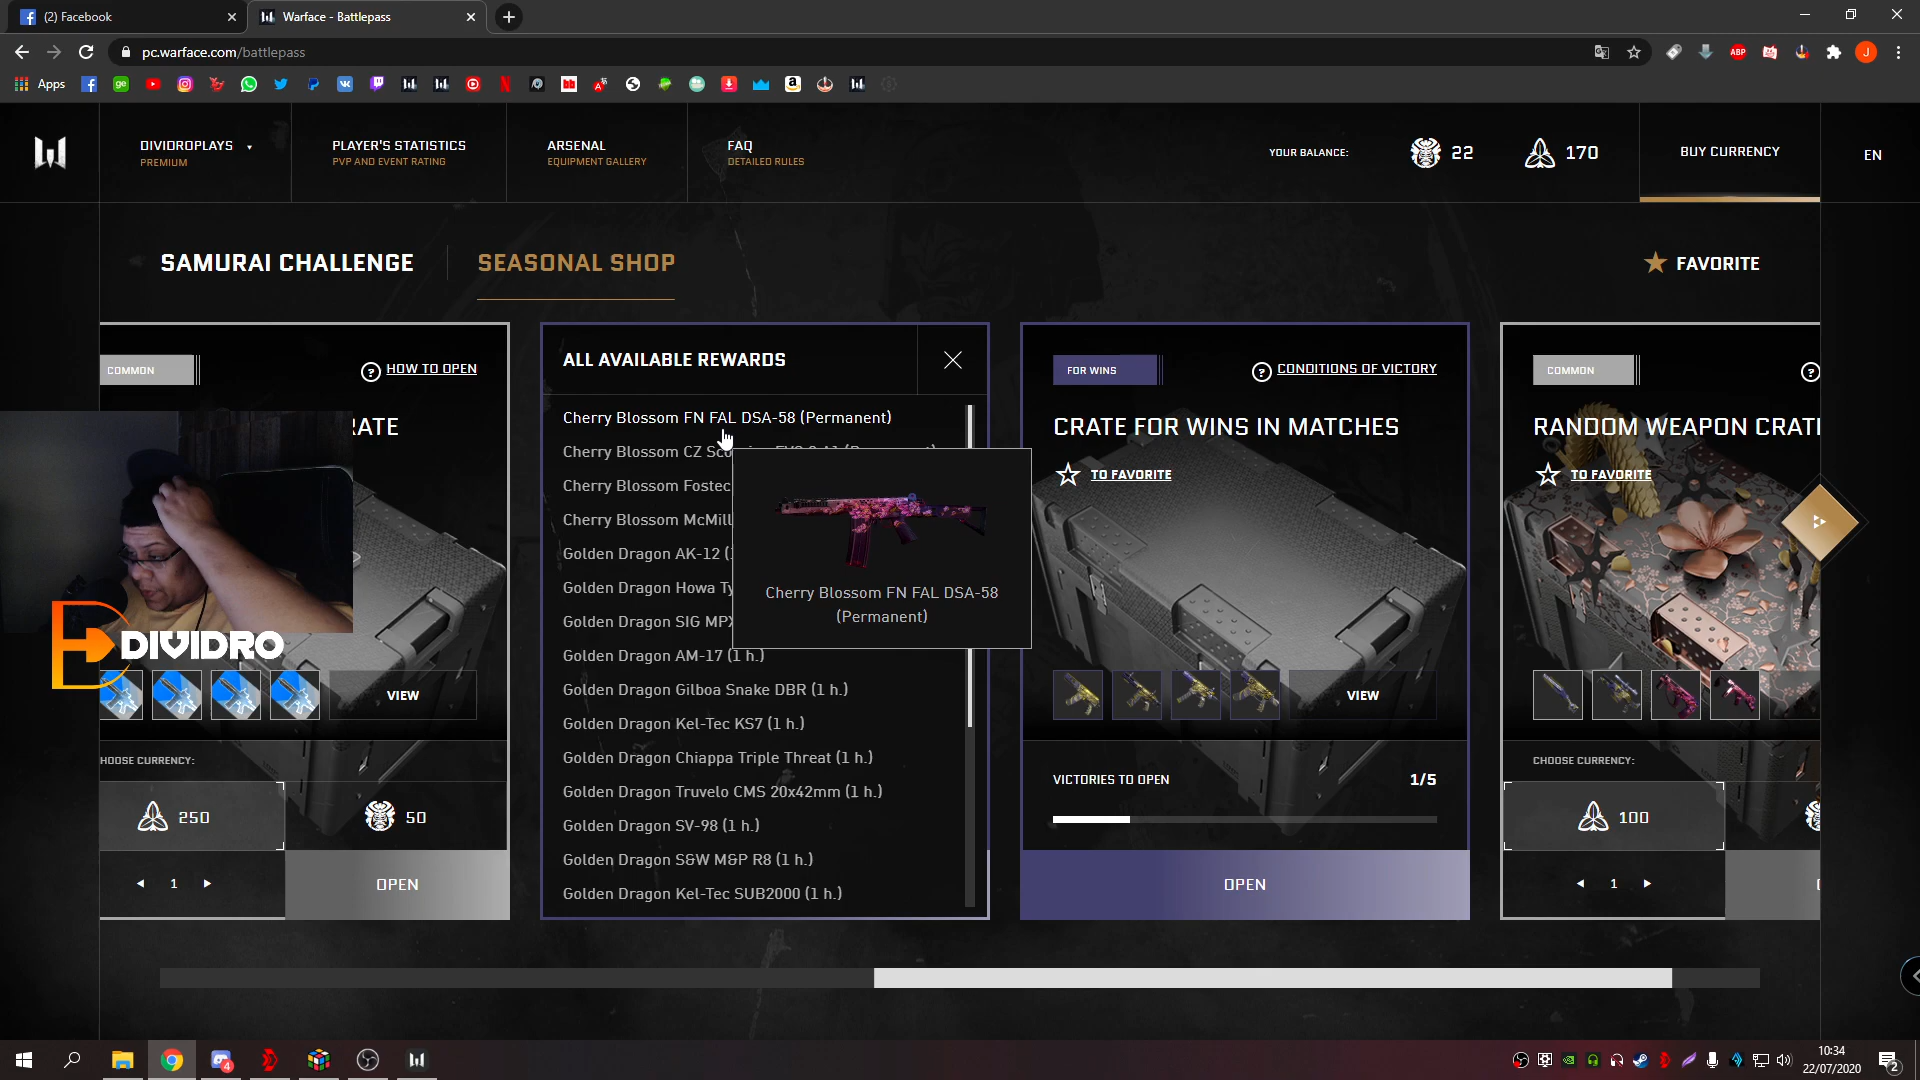 (2) Facebook
Warface - Battlepass
pc.warface.com/battlepass
Apps
DIVIDROPLAYS
PREMIUM
PLAYER'S STATISTICS
PVP AND EVENT RATING
ARSENAL
EQUIPMENT GALLERY
FAQ
DETAILED RULES
YOUR BALANCE:
22
170
BUY CURRENCY
EN
SAMURAI CHALLENGE
SEASONAL SHOP
FAVORITE
COMMON
HOW TO OPEN
VIEW
HOOSE CURRENCY:
250
50
1
OPEN
ALL AVAILABLE REWARDS
Cherry Blossom FN FAL DSA-58 (Permanent)
Cherry Blossom CZ
Cherry Blossom Fostec
Cherry Blossom McMill
Golden Dragon AK-12 (
Golden Dragon Howa Ty
Golden Dragon SIG MPX
Golden Dragon AM-17 (1 h.)
Golden Dragon Gilboa Snake DBR (1 h.)
Golden Dragon Kel-Tec KS7 (1 h.)
Golden Dragon Chiappa Triple Threat (1 h.)
Golden Dragon Truvelo CMS 20x42mm (1 h.)
Golden Dragon SV-98 (1 h.)
Golden Dragon S&W M&P R8 (1 h.)
Golden Dragon Kel-Tec SUB2000 (1 h.)
Cherry Blossom FN FAL DSA-58
(Permanent)
FOR WINS
CONDITIONS OF VICTORY
CRATE FOR WINS IN MATCHES
TO FAVORITE
VIEW
VICTORIES TO OPEN
1/5
OPEN
COMMON
RANDOM WEAPON CRAT
TO FAVORITE
CHOOSE CURRENCY:
100
1
DIVIDRO
10:34
22/07/2020